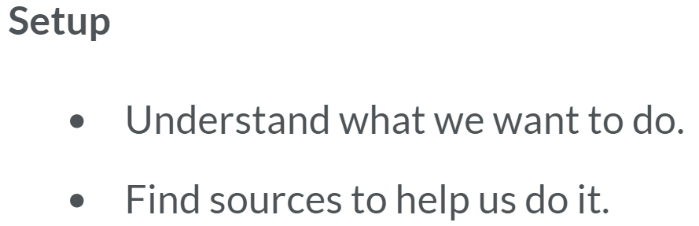 Setup
• Understand what we want to do.
• Find sources to help us do it.